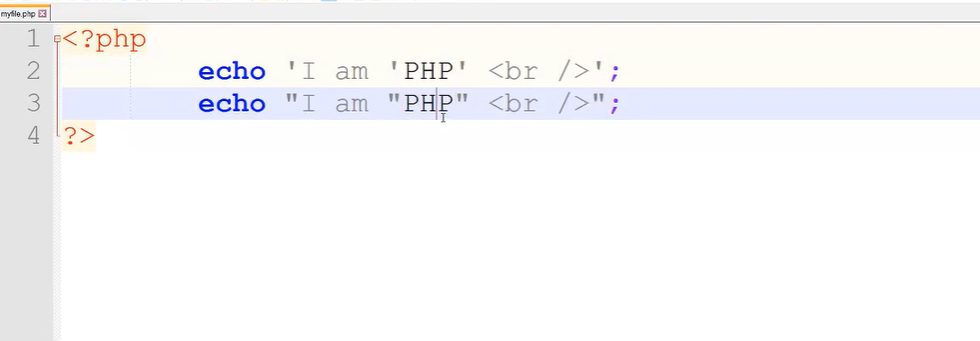 myfile.php
1 <?php
2 echo 'I am 'PHP' <br />';
3 echo "I am "PHP" <br />";
4 ?>